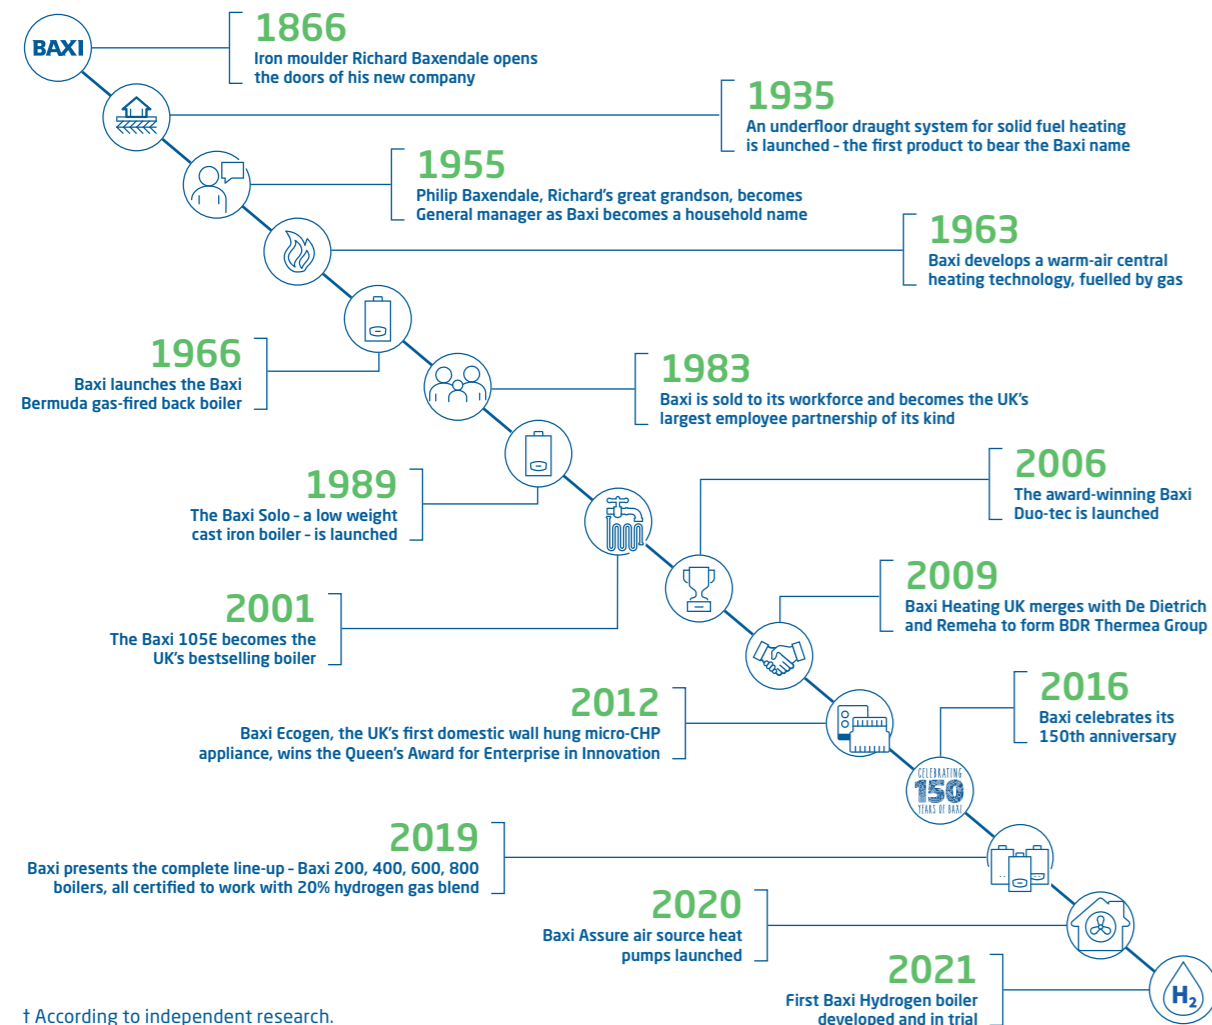 BAXI
1866
Iron moulder Richard Baxendale opens
the doors of his new company
1935
An underfloor draught system for solid fuel heating
is launched – the first product to bear the Baxi name
1955
Philip Baxendale, Richard's great grandson, becomes
General manager as Baxi becomes a household name
1963
Baxi develops a warm-air central
heating technology, fuelled by gas
1966
Baxi launches the Baxi
Bermuda gas-fired back boiler
1983
Baxi is sold to its workforce and becomes the UK's
largest employee partnership of its kind
1989
The Baxi Solo – a low weight
cast iron boiler – is launched
2001
The Baxi 105E becomes the
UK's bestselling boiler
2006
The award-winning Baxi
Duo-tec is launched
2009
Baxi Heating UK merges with De Dietrich
and Remeha to form BDR Thermea Group
2012
Baxi Ecogen, the UK's first domestic wall hung micro-CHP
appliance, wins the Queen's Award for Enterprise in Innovation
2016
Baxi celebrates its
150th anniversary
CELEBRATING
150
YEARS OF BAXI
2019
Baxi presents the complete line-up – Baxi 200, 400, 600, 800
boilers, all certified to work with 20% hydrogen gas blend
2020
Baxi Assure air source heat
pumps launched
2021
First Baxi Hydrogen boiler
developed and in trial
H₂
† According to independent research.